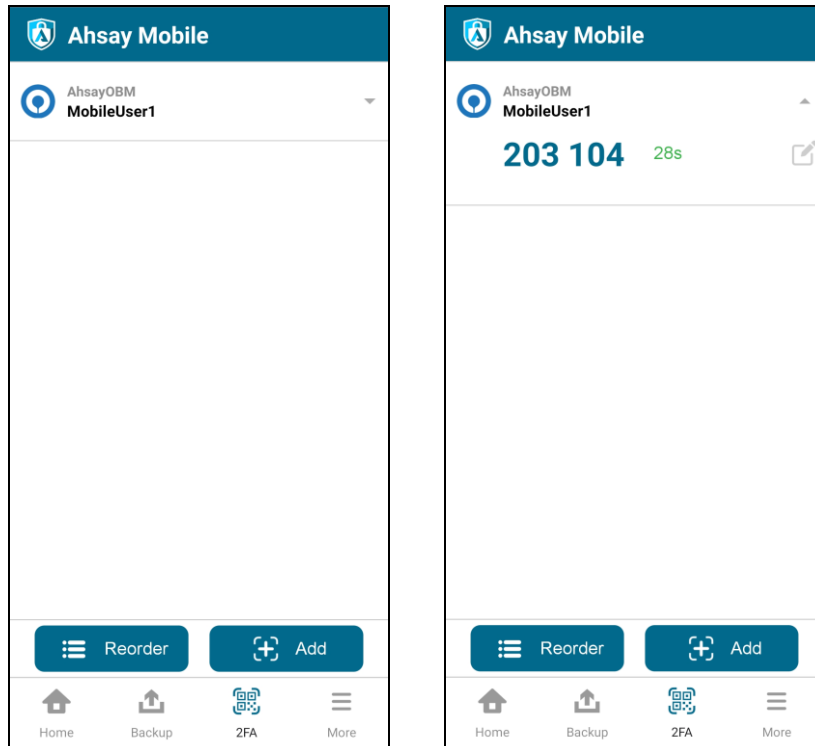 Ahsay Mobile
AhsayOBM
MobileUser1
Reorder
Add
Home
Backup
2FA
More
Ahsay Mobile
AhsayOBM
MobileUser1
203 104
28s
Reorder
Add
Home
Backup
2FA
More